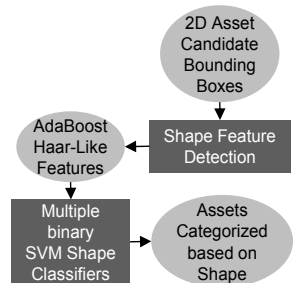 2D Asset
Candidate
Bounding
Boxes
AdaBoost
Haar-Like
Features
Shape Feature
Detection
Multiple
binary
SVM Shape
Classifiers
Assets
Categorized
based on
Shape